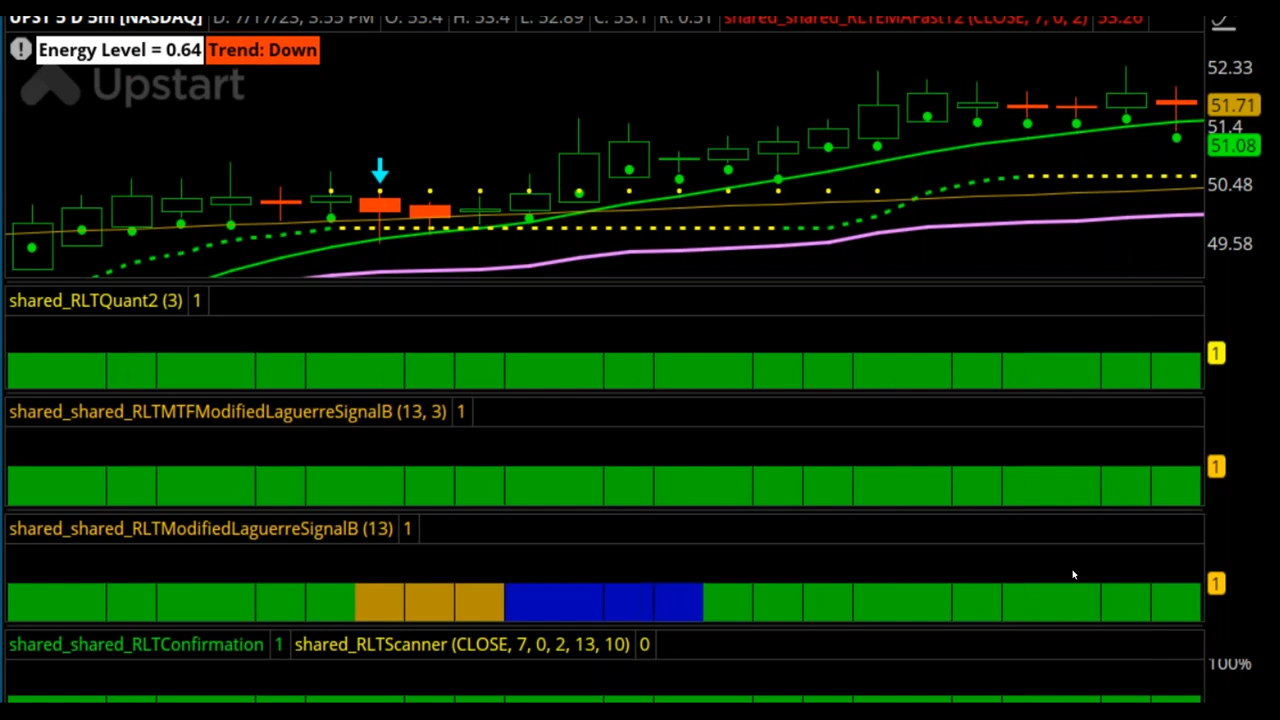 UPST 5 D 5m [NASDAQ] D: 7/17/23, 3:55 PM O: 53.4 H: 53.4 L: 52.89 C: 53.1 R: 0.51 shared_shared_RLTEMAFast12 (CLOSE, 7, 0, 2) 53.26
Energy Level = 0.64 Trend: Down
Upstart
52.33
51.71
51.4
51.08
50.48
49.58
shared_RLTQuant2 (3) 1
1
shared_shared_RLTMTFModifiedLaguerreSignalB (13, 3) 1
1
shared_shared_RLTModifiedLaguerreSignalB (13) 1
1
shared_shared_RLTConfirmation 1 shared_RLTScanner (CLOSE, 7, 0, 2, 13, 10) 0
100%